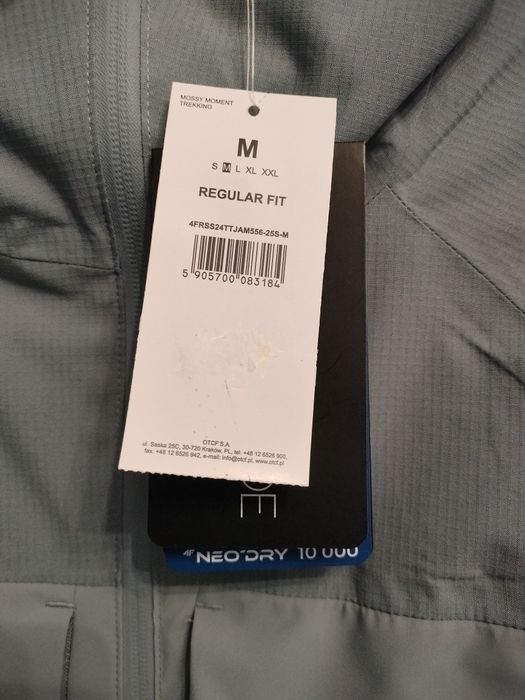 MOSSY MOMENT
TREKKING
M
S M L XL XXL
REGULAR FIT
4FRSS24TTJAM556-25S-M
5 905700 083184
OTCF S.A.
ul. Saska 25C, 30-720 Kraków, PL, tel. +48 12 6526 900,
fax. +48 12 6526 942, e-mail: info@otcf.pl, www.otcf.pl
4F NEO DRY 10 000